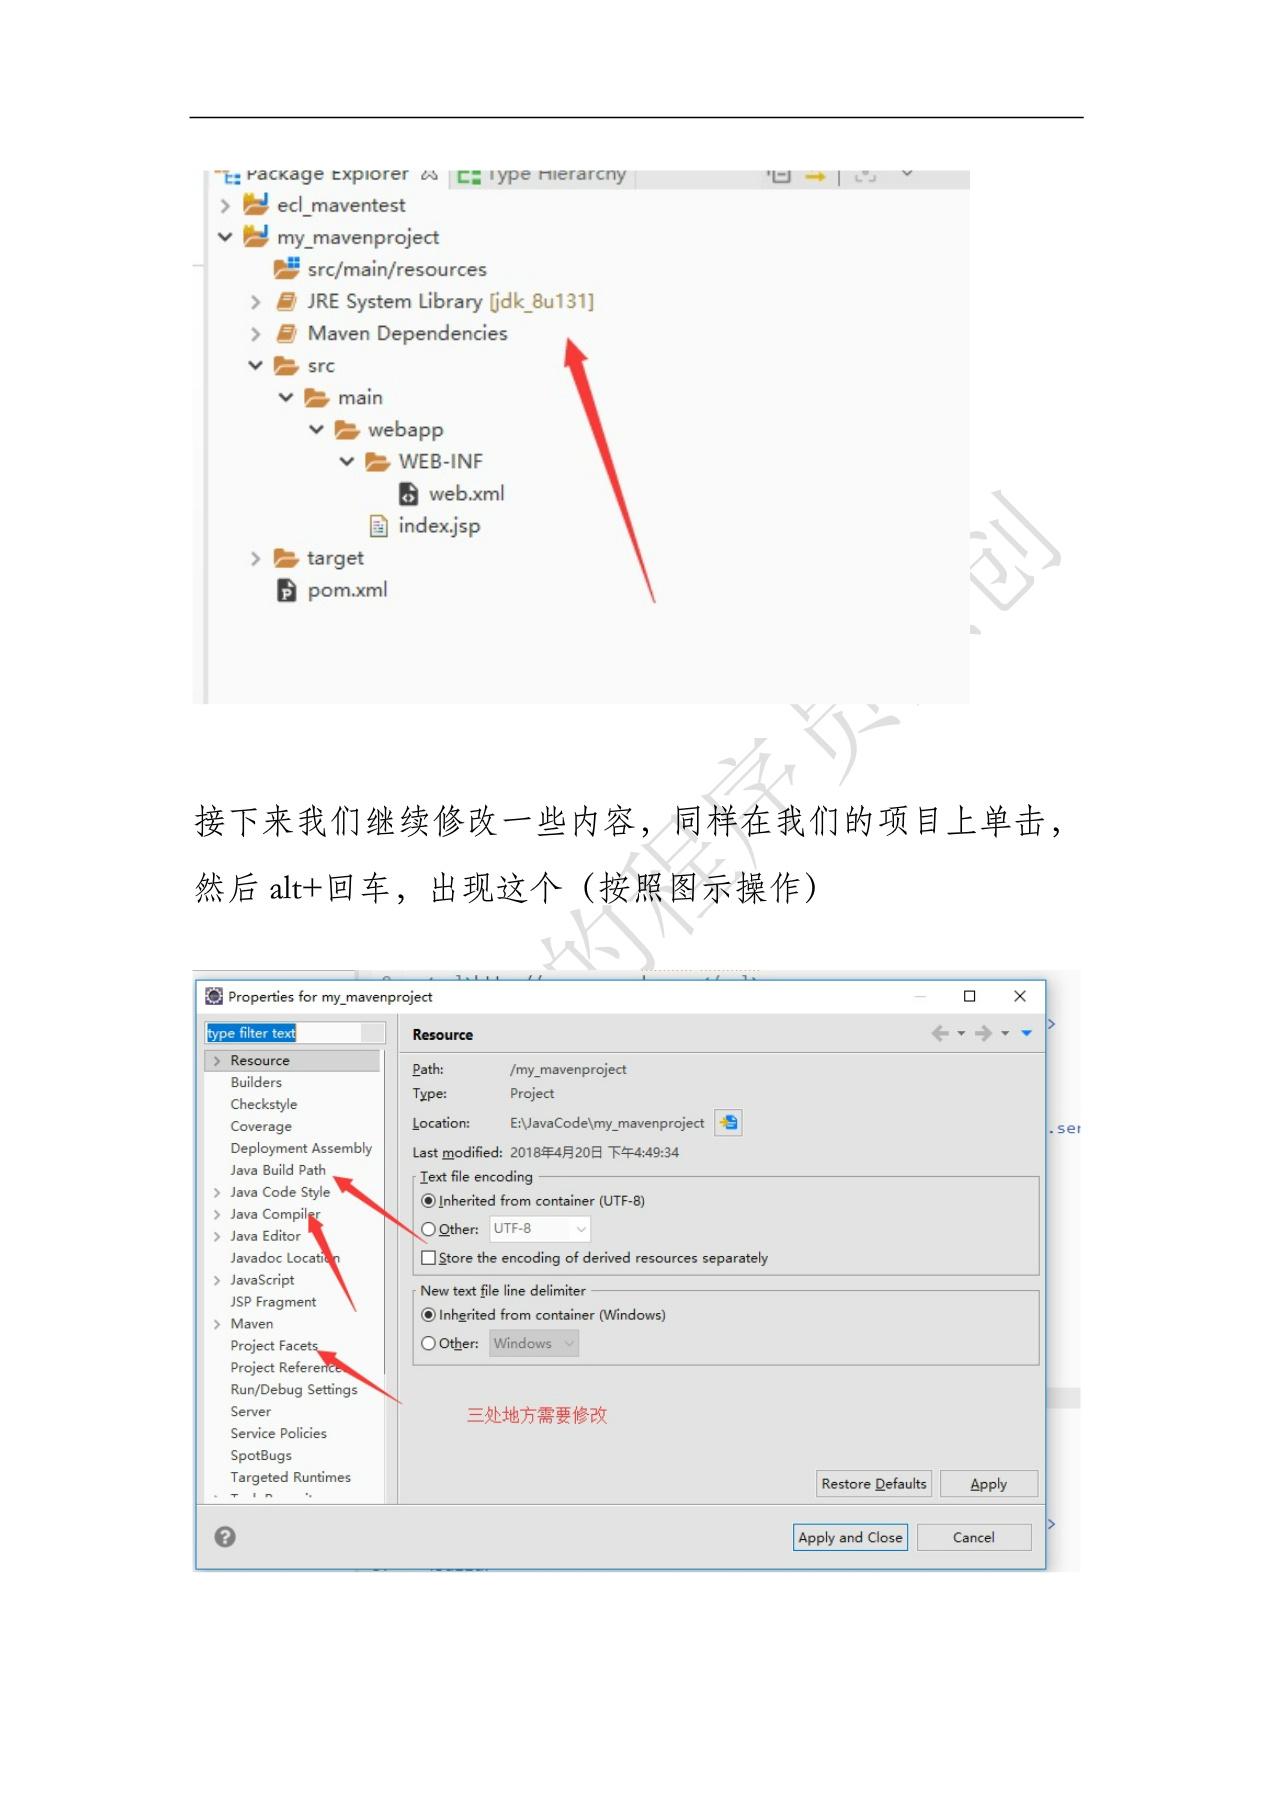 Package Explorer Type Hierarchy
ecl_maventest
my_mavenproject
src/main/resources
JRE System Library [jdk_8u131]
Maven Dependencies
src
main
webapp
WEB-INF
web.xml
index.jsp
target
pom.xml
接下来我们继续修改一些内容，同样在我们的项目上单击，
然后 alt+回车，出现这个（按照图示操作）
的程序员 创
Properties for my_mavenproject
type filter text
Resource
Builders
Checkstyle
Coverage
Deployment Assembly
Java Build Path
Java Code Style
Java Compiler
Java Editor
Javadoc Location
JavaScript
JSP Fragment
Maven
Project Facets
Project References
Run/Debug Settings
Server
Service Policies
SpotBugs
Targeted Runtimes
Resource
Path: /my_mavenproject
Type: Project
Location: E:\JavaCode\my_mavenproject
Last modified: 2018年4月20日 下午4:49:34
Text file encoding
Inherited from container (UTF-8)
Other: UTF-8
Store the encoding of derived resources separately
New text file line delimiter
Inherited from container (Windows)
Other: Windows
三处地方需要修改
Restore Defaults Apply
Apply and Close Cancel
>
.ser
>